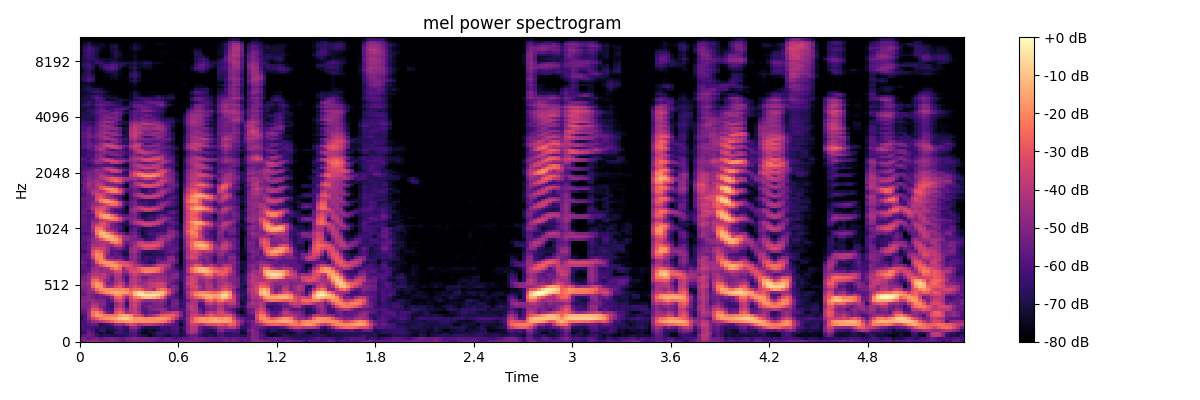 mel power spectrogram
Hz
8192
4096
2048
1024
512
0
0 0.6 1.2 1.8 2.4 3 3.6 4.2 4.8
Time
+0 dB
-10 dB
-20 dB
-30 dB
-40 dB
-50 dB
-60 dB
-70 dB
-80 dB